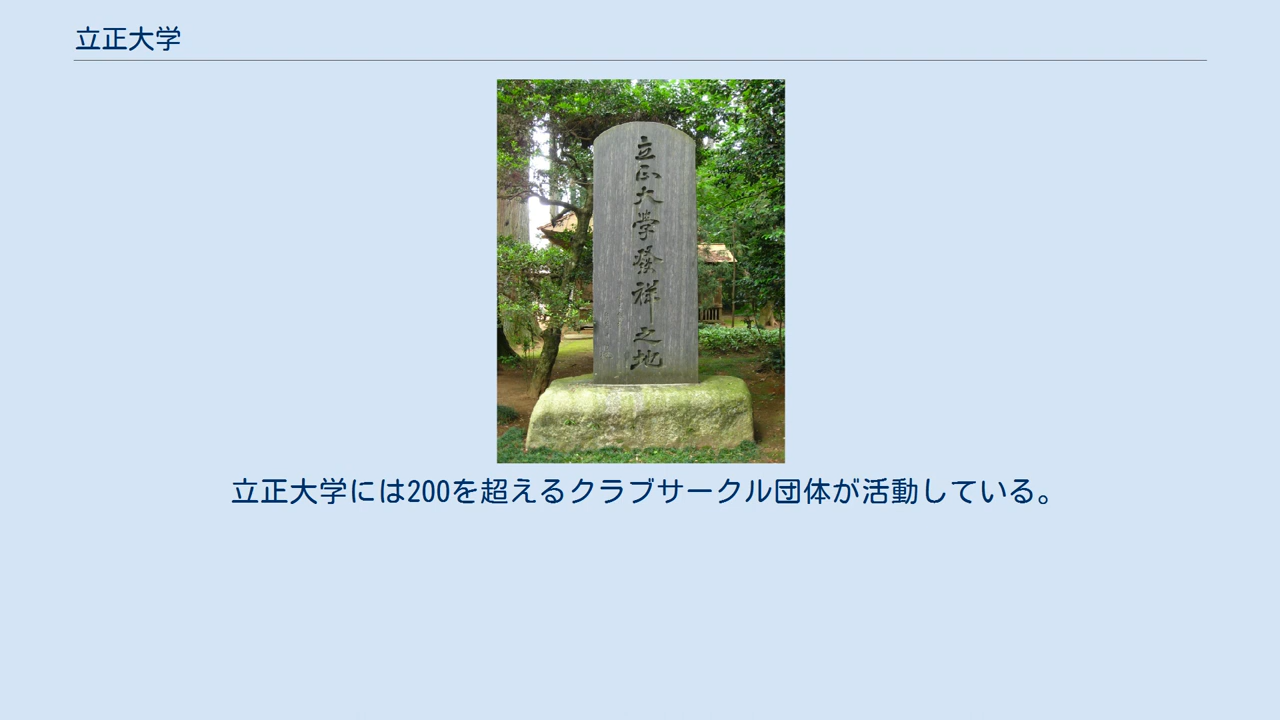 立正大学
立正大學發祥之地
立正大学には200を超えるクラブサークル団体が活動している。